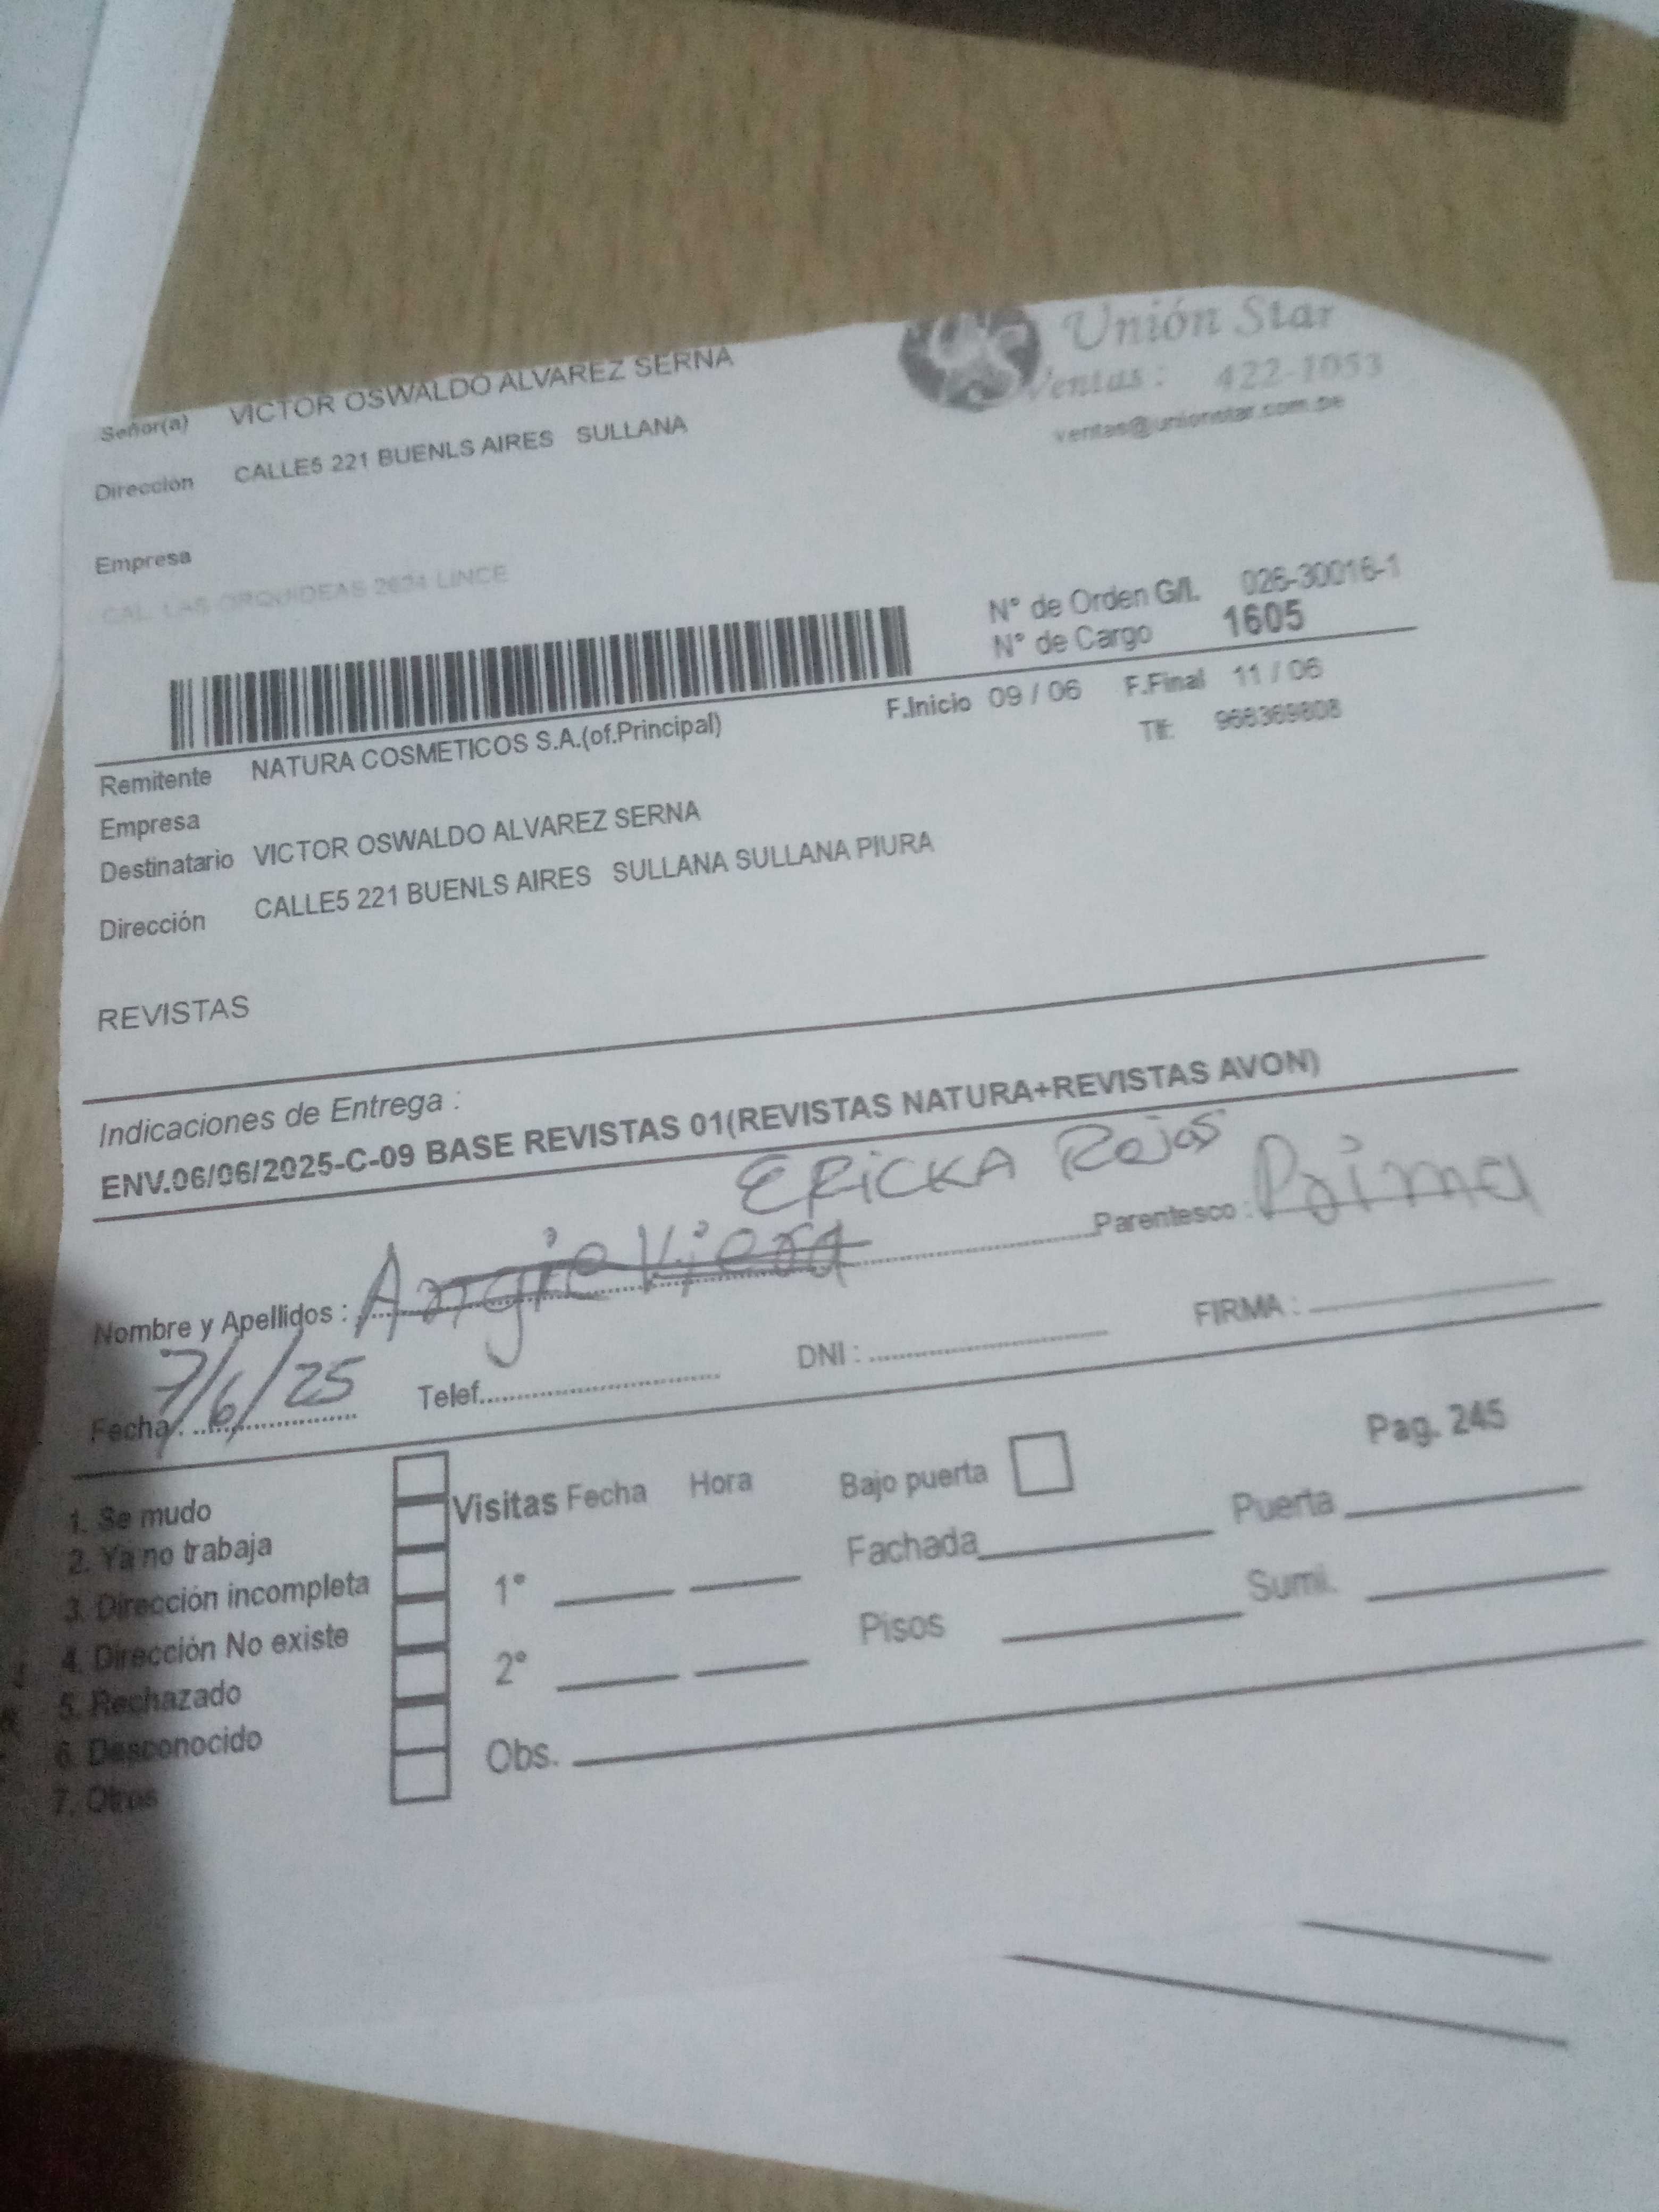 Unión Star
Ventas : 422-1053
ventas@unionstar.com.pe
Señor(a) VICTOR OSWALDO ALVAREZ SERNA
Dirección CALLE5 221 BUENLS AIRES SULLANA
Empresa
CAL. LAS ORQUIDEAS 2634 LINCE
N° de Orden G/I. 026-30016-1
N° de Cargo 1605
F.Inicio 09 / 06 F.Final 11 / 06
Remitente NATURA COSMETICOS S.A.(of.Principal) Tlf: 966369808
Empresa
Destinatario VICTOR OSWALDO ALVAREZ SERNA
Dirección CALLE5 221 BUENLS AIRES SULLANA SULLANA PIURA
REVISTAS
Indicaciones de Entrega :
ENV.06/06/2025-C-09 BASE REVISTAS 01(REVISTAS NATURA+REVISTAS AVON)
ERICKA Rojas
Nombre y Apellidos : Angie Viera Parentesco : Prima
Fecha : 7/6/25 Telef. DNI : FIRMA :
Pag. 245
1. Se mudo
2. Ya no trabaja
3. Dirección incompleta
4. Dirección No existe
5. Rechazado
6. Desconocido
7. Otros
Visitas Fecha Hora
1°
2°
Obs.
Bajo puerta
Fachada Puerta
Pisos Sumi.